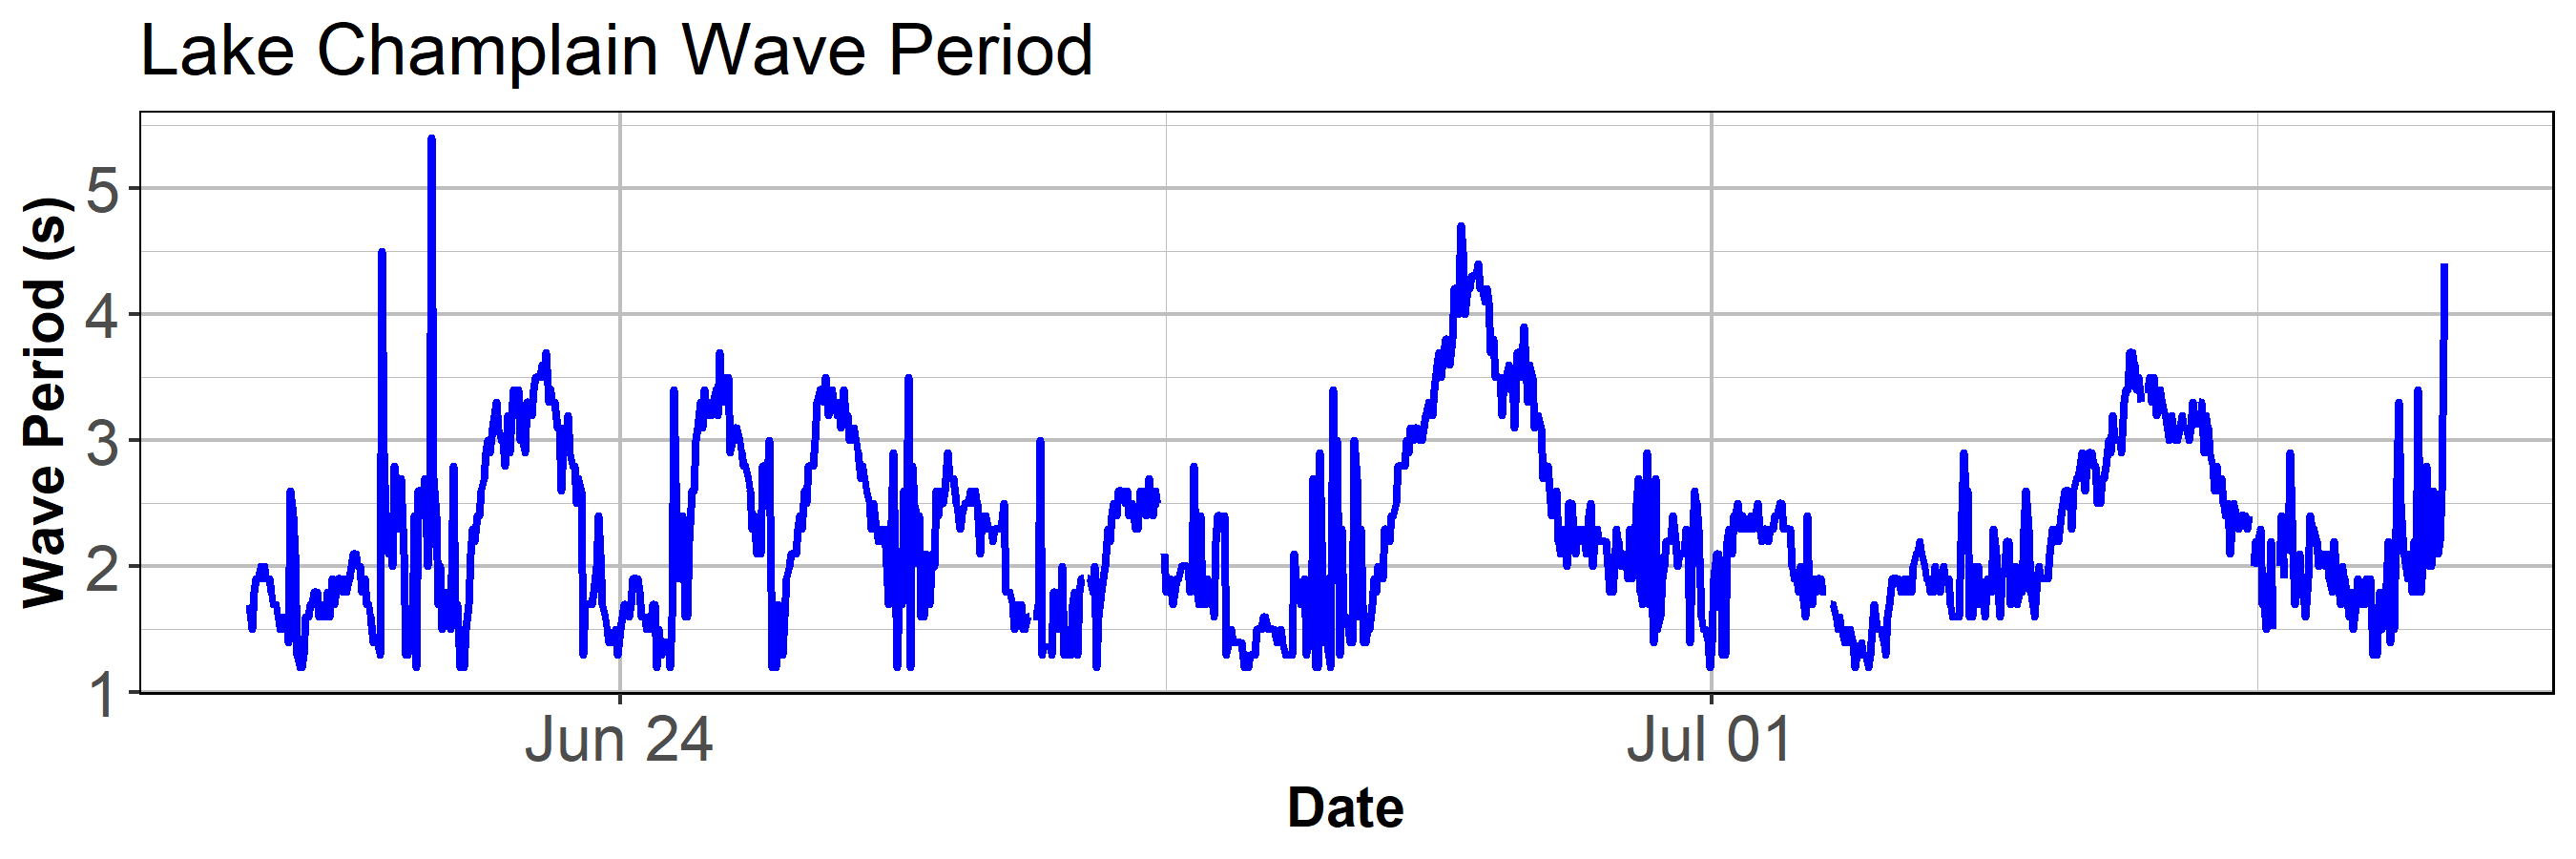 Lake Champlain Wave Period
Wave Period (s)
5
4
3
2
1
Jun 24
Jul 01
Date